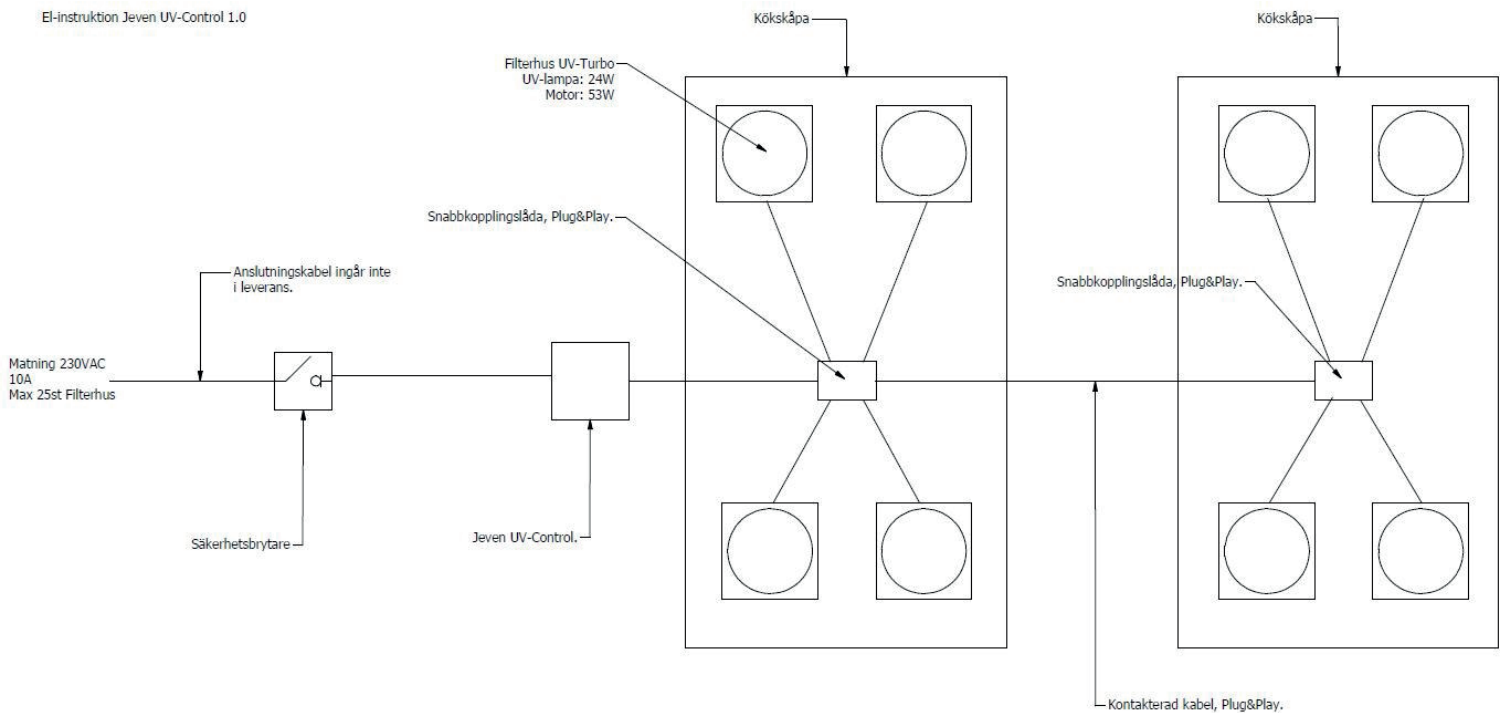 El-instruktion Jeven UV-Control 1.0
Kökskåpa
Kökskåpa
Filterhus UV-Turbo
UV-lampa: 24W
Motor: 53W
Snabbkopplingslåda, Plug&Play.
Anslutningskabel ingår inte
i leverans.
Snabbkopplingslåda, Plug&Play.
Matning 230VAC
10A
Max 25st Filterhus
Säkerhetsbrytare
Jeven UV-Control.
Kontakterad kabel, Plug&Play.